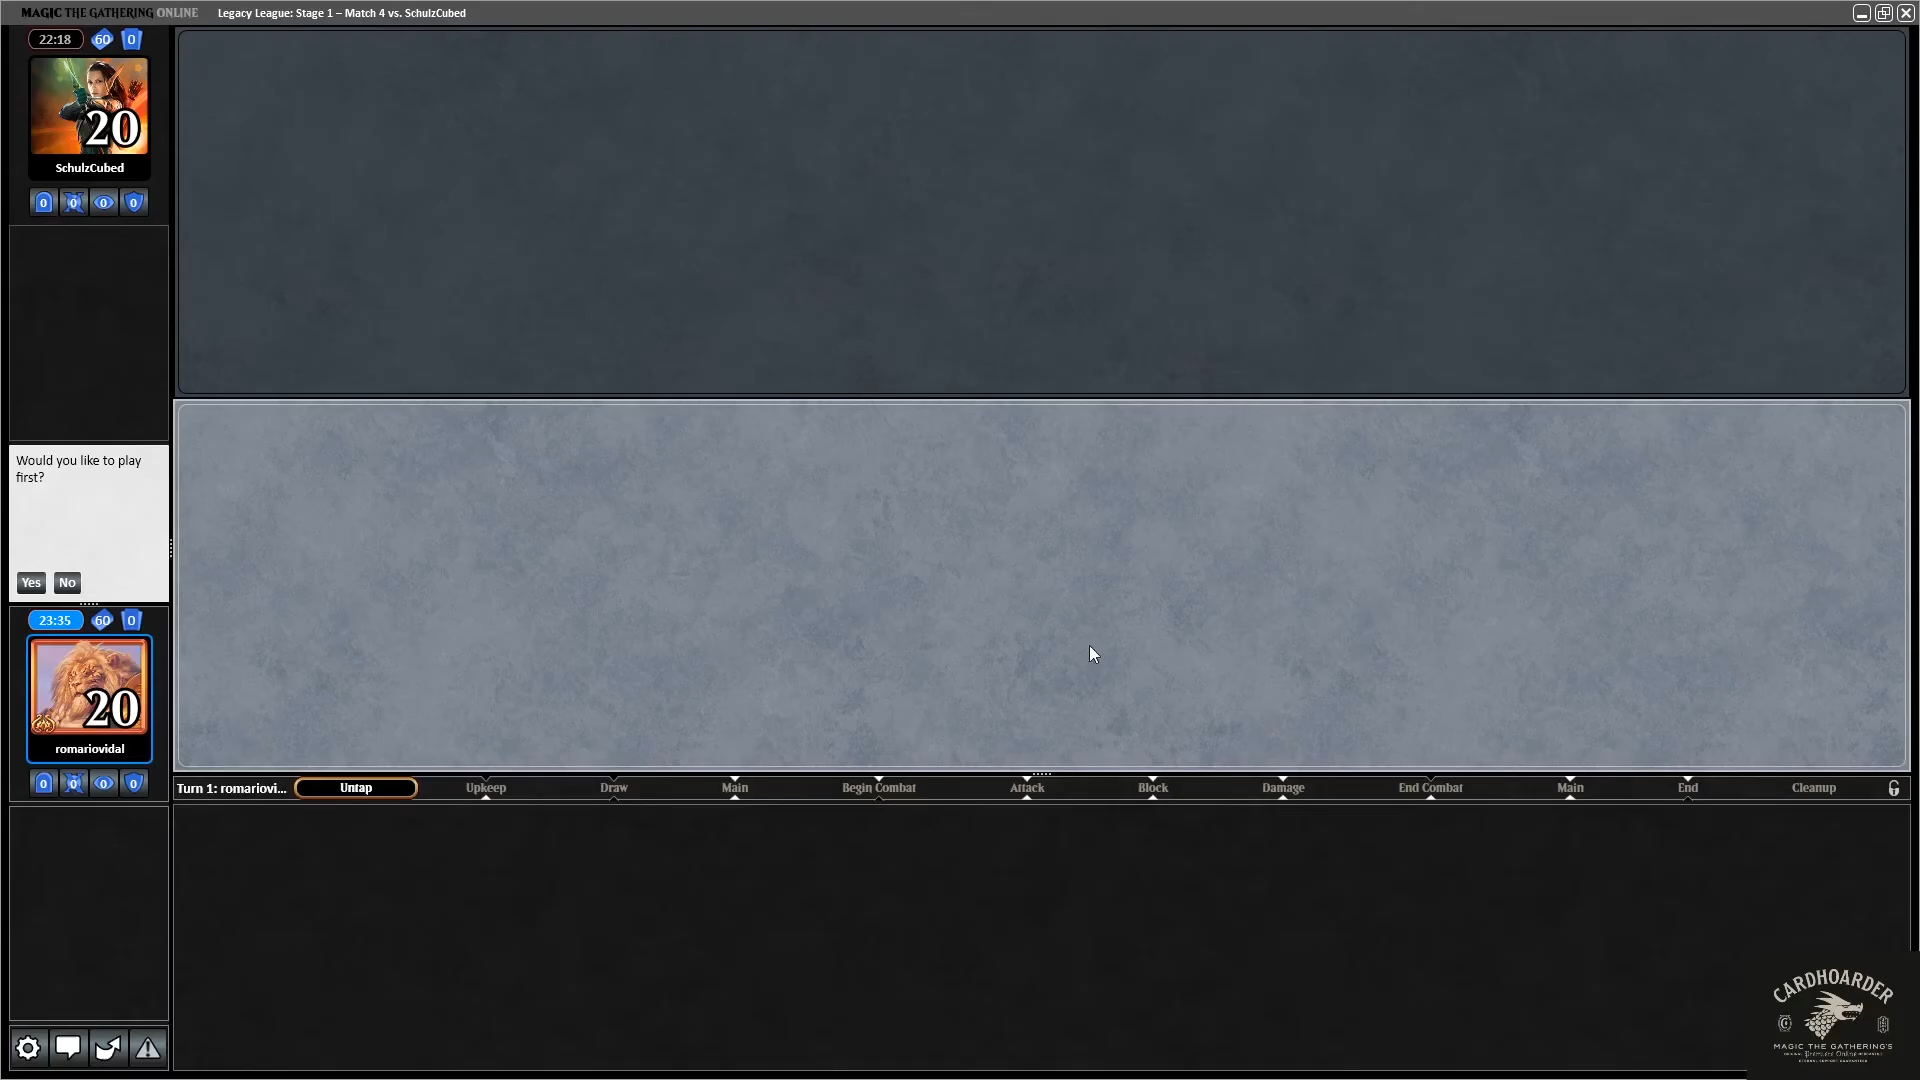 MAGIC THE GATHERING ONLINE Legacy League: Stage 1 – Match 4 vs. SchulzCubed
22:18 60 0
20
SchulzCubed
0 0 0 0
Would you like to play
first?
Yes No
23:35 60 0
20
romariovidal
0 0 0 0
Turn 1: romariovi... Untap Upkeep Draw Main Begin Combat Attack Block Damage End Combat Main End Cleanup
CARDHOARDER
MAGIC THE GATHERING'S